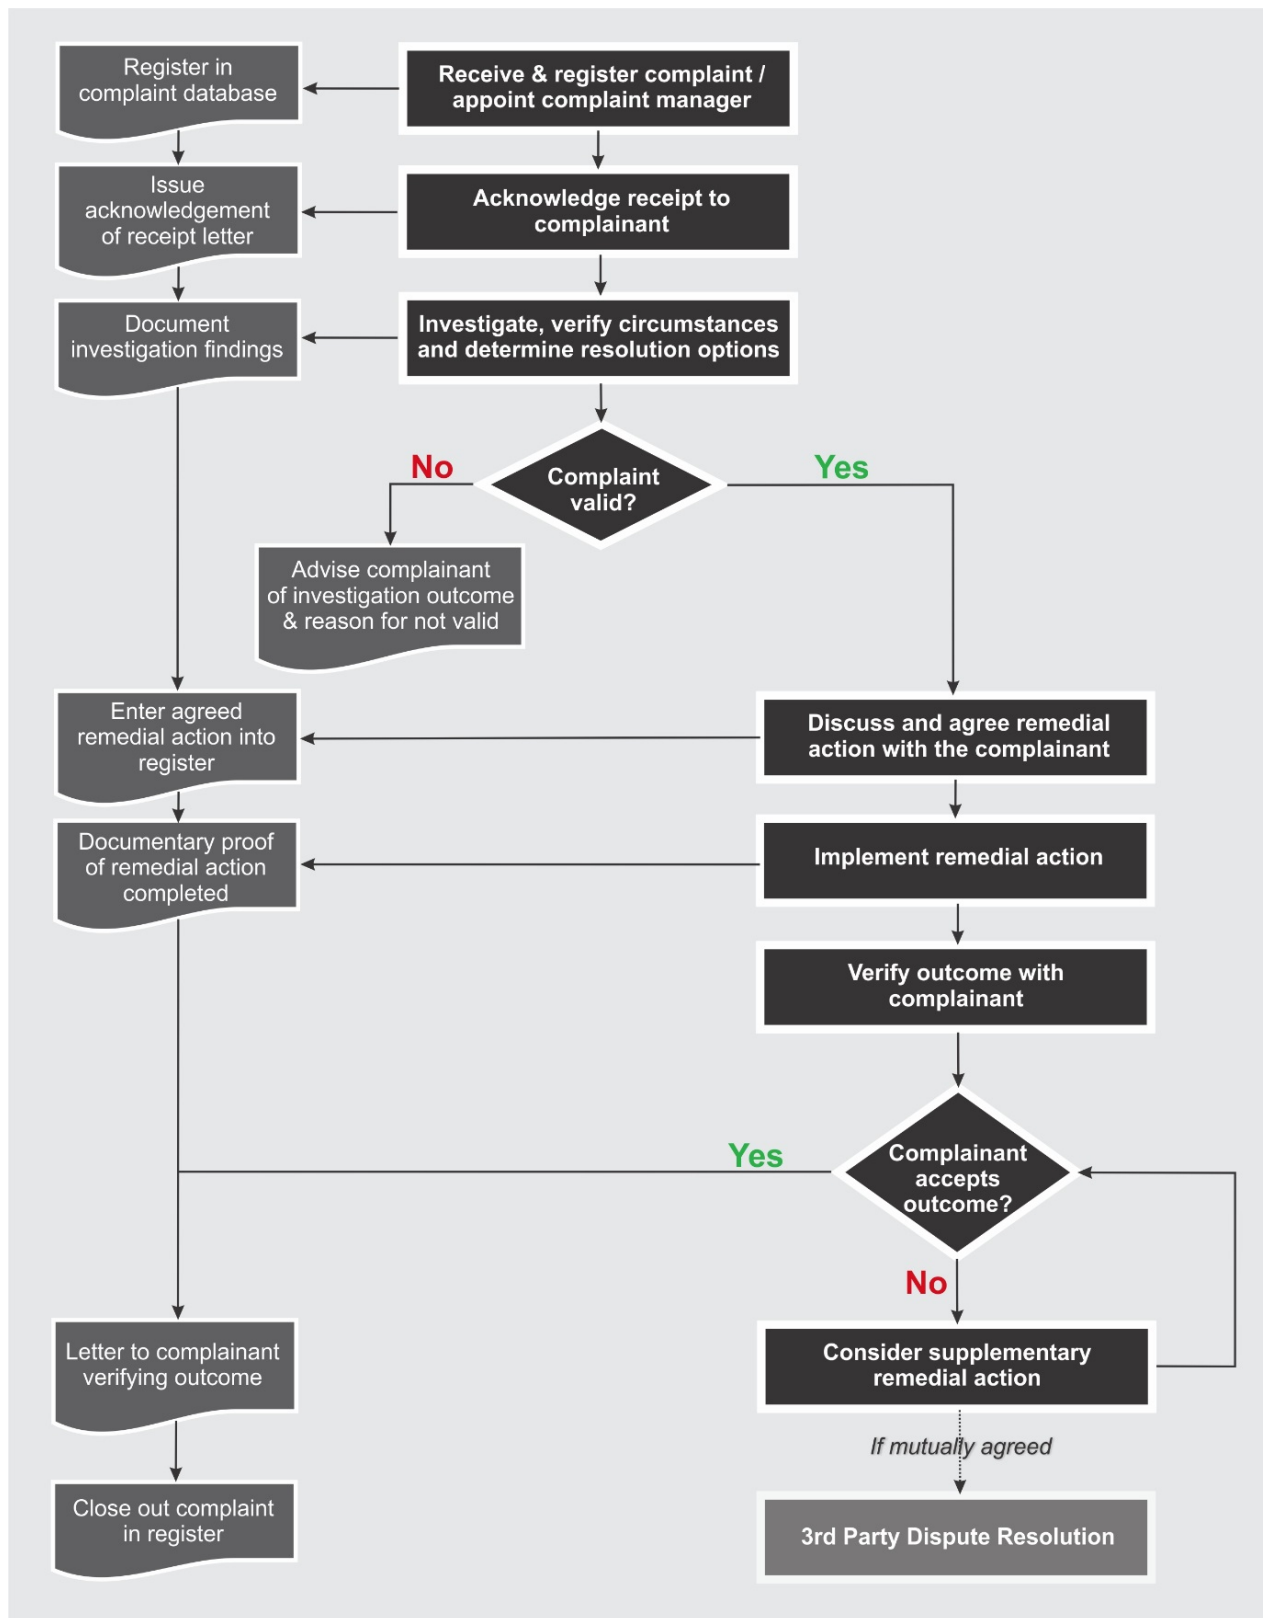 Register in
complaint database
Receive & register complaint /
appoint complaint manager
Issue
acknowledgement
of receipt letter
Acknowledge receipt to
complainant
Document
investigation findings
Investigate, verify circumstances
and determine resolution options
No
Complaint
valid?
Yes
Advise complainant
of investigation outcome
& reason for not valid
Enter agreed
remedial action into
register
Discuss and agree remedial
action with the complainant
Documentary proof
of remedial action
completed
Implement remedial action
Verify outcome with
complainant
Yes
Complainant
accepts
outcome?
No
Letter to complainant
verifying outcome
Consider supplementary
remedial action
If mutually agreed
Close out complaint
in register
3rd Party Dispute Resolution